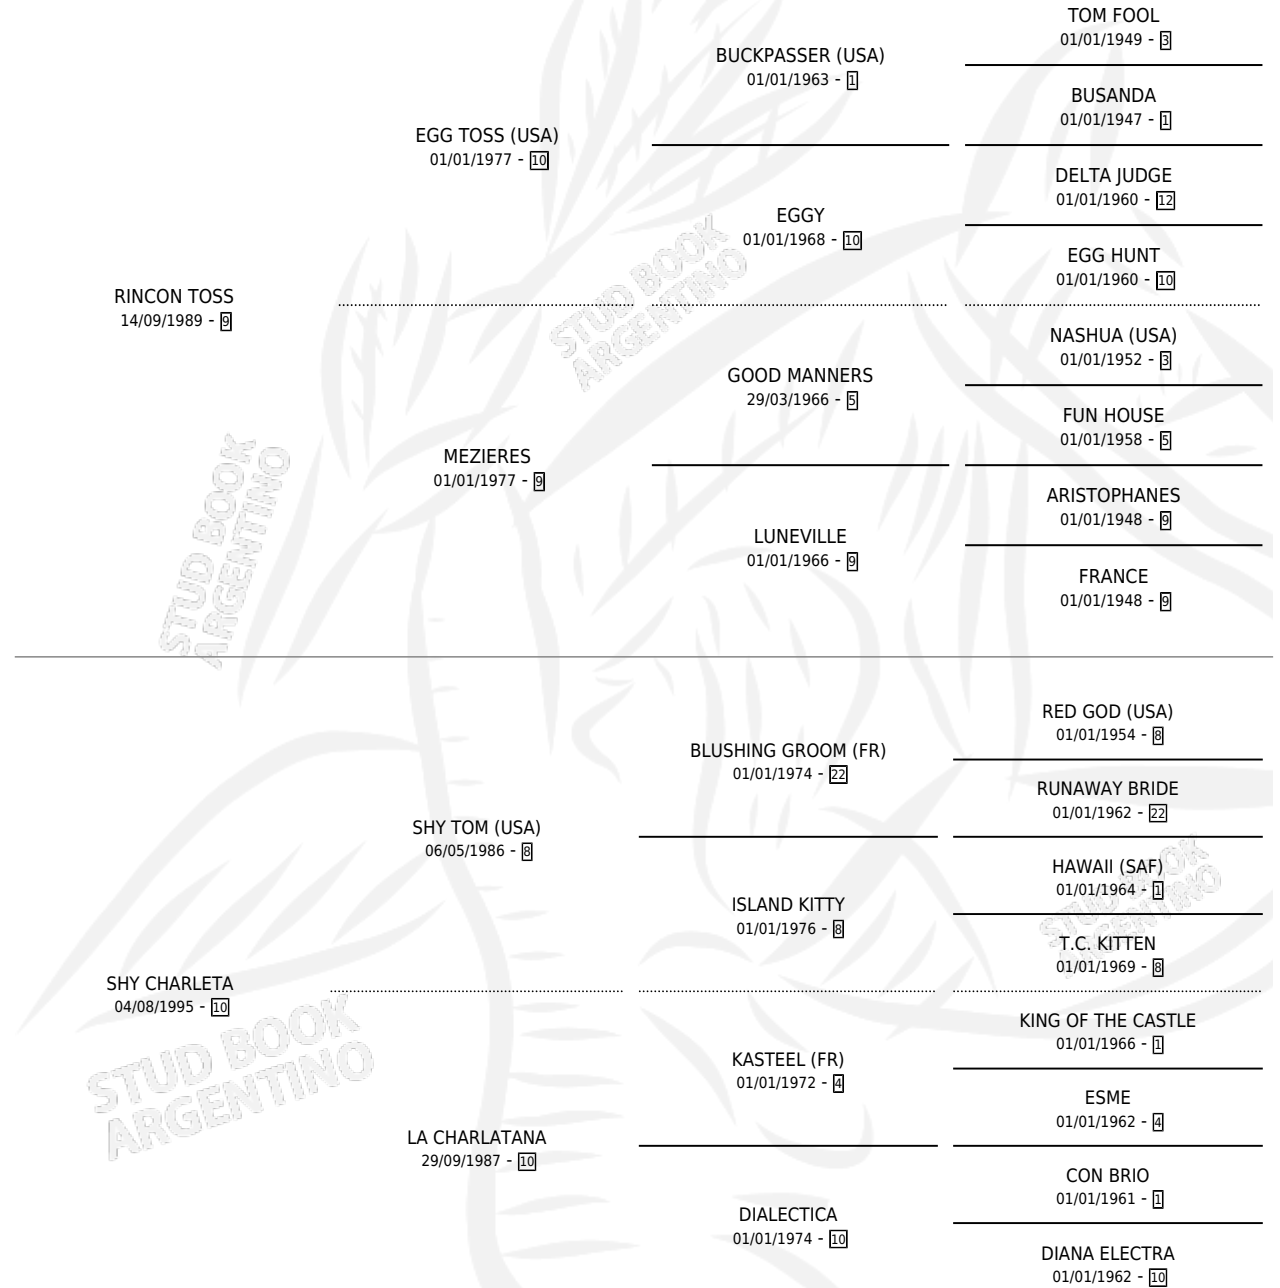 TOM FOOL
01/01/1949 - 3
BUCKPASSER (USA)
01/01/1963 - 1
BUSANDA
01/01/1947 - 1
EGG TOSS (USA)
01/01/1977 - 10
DELTA JUDGE
01/01/1960 - 12
EGGY
01/01/1968 - 10
EGG HUNT
01/01/1960 - 10
RINCON TOSS
14/09/1989 - 9
NASHUA (USA)
01/01/1952 - 3
GOOD MANNERS
29/03/1966 - 5
FUN HOUSE
01/01/1958 - 5
MEZIERES
01/01/1977 - 9
ARISTOPHANES
01/01/1948 - 9
LUNEVILLE
01/01/1966 - 9
FRANCE
01/01/1948 - 9
STUD BOOK
ARGENTINO
STUD BOOK
ARGENTINO
RED GOD (USA)
01/01/1954 - 8
BLUSHING GROOM (FR)
01/01/1974 - 22
RUNAWAY BRIDE
01/01/1962 - 22
SHY TOM (USA)
06/05/1986 - 8
HAWAII (SAF)
01/01/1964 - 1
ISLAND KITTY
01/01/1976 - 8
T.C. KITTEN
01/01/1969 - 8
SHY CHARLETA
04/08/1995 - 10
KING OF THE CASTLE
01/01/1966 - 1
KASTEEL (FR)
01/01/1972 - 4
ESME
01/01/1962 - 4
LA CHARLATANA
29/09/1987 - 10
CON BRIO
01/01/1961 - 1
DIALECTICA
01/01/1974 - 10
DIANA ELECTRA
01/01/1962 - 10
STUD BOOK
ARGENTINO
STUD BOOK
ARGENTINO